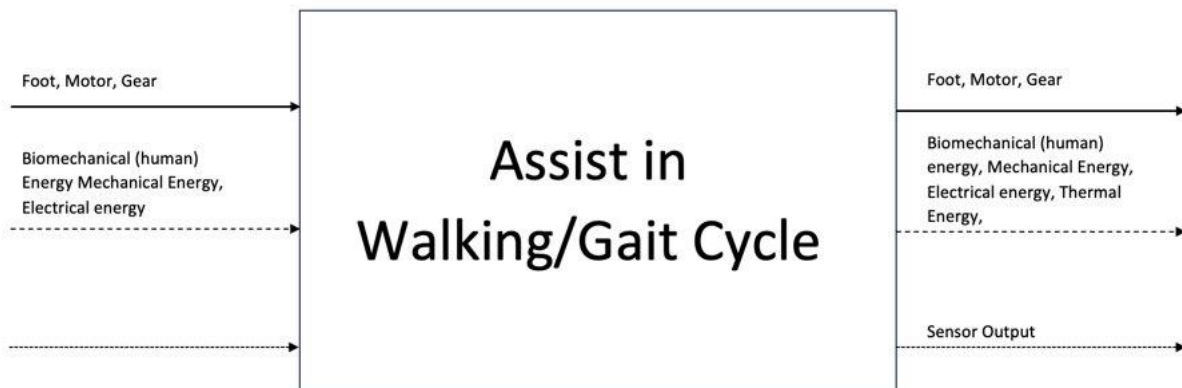 Foot, Motor, Gear
Biomechanical (human)
Energy Mechanical Energy,
Electrical energy
Assist in
Walking/Gait Cycle
Foot, Motor, Gear
Biomechanical (human)
energy, Mechanical Energy,
Electrical energy, Thermal
Energy,
Sensor Output